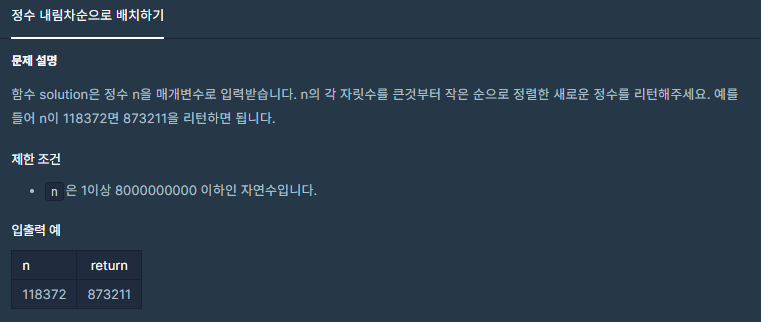 정수 내림차순으로 배치하기
문제 설명
함수 solution은 정수 n을 매개변수로 입력받습니다. n의 각 자릿수를 큰것부터 작은 순으로 정렬한 새로운 정수를 리턴해주세요. 예를
들어 n이 118372면 873211을 리턴하면 됩니다.
제한 조건
• n은 1이상 8000000000 이하인 자연수입니다.
입출력 예
n return
118372 873211